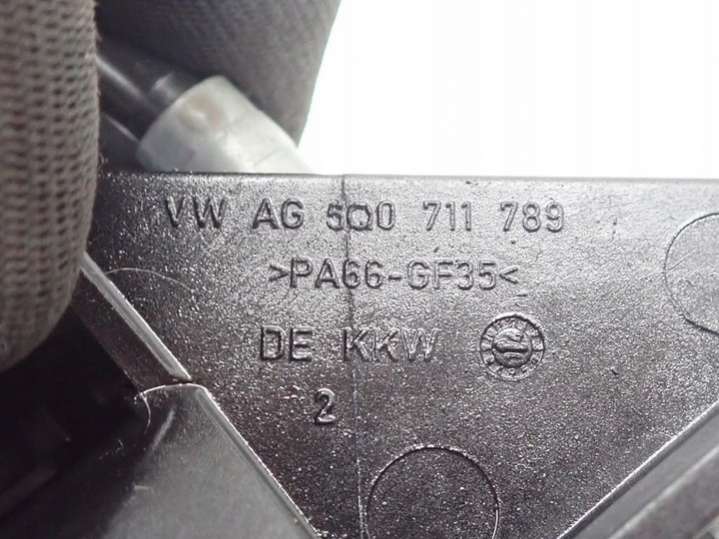 VW AG 5Q0 711 789
>PA66-GF35<
DE KKW
2